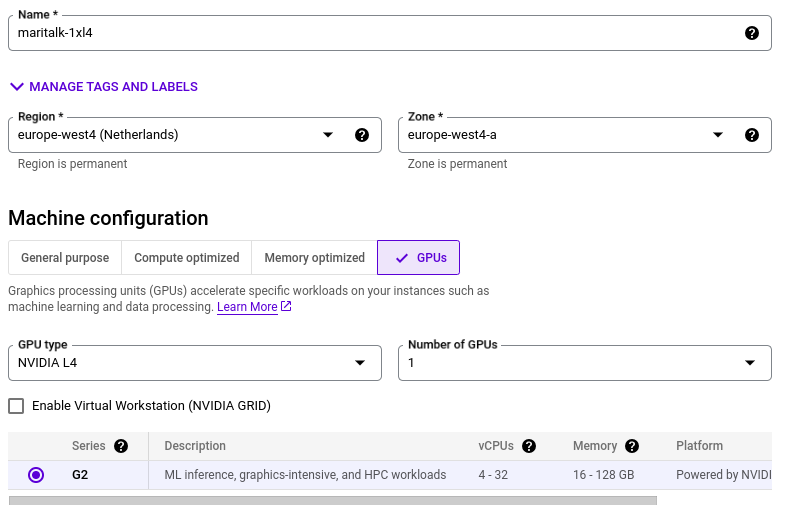 Name *
maritalk-1xl4
MANAGE TAGS AND LABELS
Region *
europe-west4 (Netherlands)
Region is permanent
Zone *
europe-west4-a
Zone is permanent
Machine configuration
General purpose
Compute optimized
Memory optimized
GPUs
Graphics processing units (GPUs) accelerate specific workloads on your instances such as
machine learning and data processing. Learn More
GPU type
NVIDIA L4
Number of GPUs
1
Enable Virtual Workstation (NVIDIA GRID)
Series Description vCPUs Memory Platform
G2 ML inference, graphics-intensive, and HPC workloads 4 - 32 16 - 128 GB Powered by NVIDI